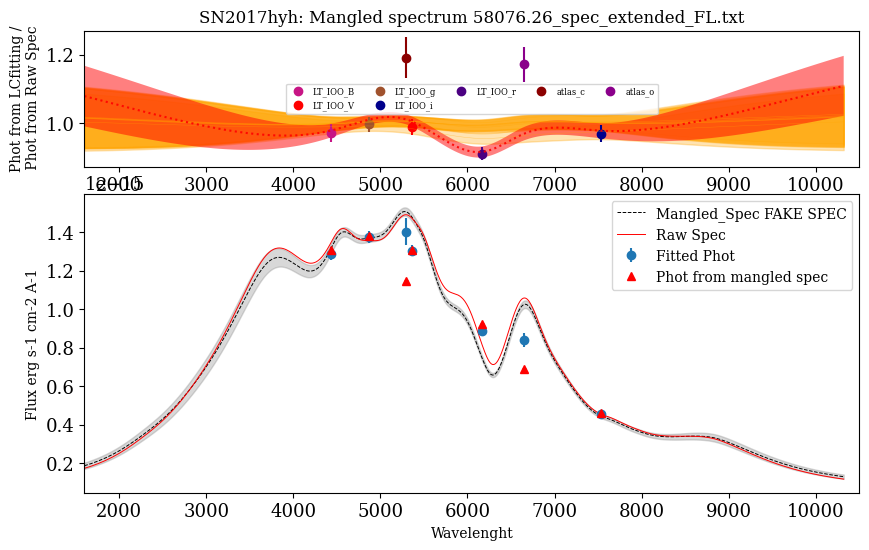 SN2017hyh: Mangled spectrum 58076.26_spec_extended_FL.txt
Phot from LCfitting /
Phot from Raw Spec
1.2
1.0
LT_IOO_B
LT_IOO_g
LT_IOO_r
atlas_c
atlas_o
LT_IOO_V
LT_IOO_i
2000 3000 4000 5000 6000 7000 8000 9000 10000
Flux erg s-1 cm-2 A-1
1.4
1.2
1.0
0.8
0.6
0.4
0.2
Mangled_Spec FAKE SPEC
Raw Spec
Fitted Phot
Phot from mangled spec
2000 3000 4000 5000 6000 7000 8000 9000 10000
Wavelenght